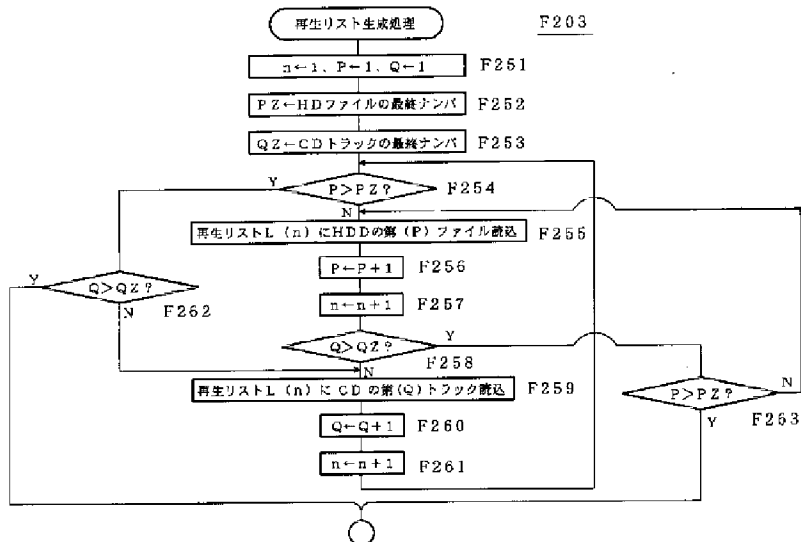 再生リスト生成処理 F203
n←1、P←1、Q←1 F251
PZ←HDファイルの最終ナンバ F252
QZ←CDトラックの最終ナンバ F253
Y P>PZ? F254
N
再生リストL(n)にHDDの第(P)ファイル読込 F255
P←P+1 F256
Y Q>QZ? F262
N
n←n+1 F257
Q>QZ? Y F258
N
再生リストL(n)にCDの第(Q)トラック読込 F259
P>PZ? N F263
Y
Q←Q+1 F260
n←n+1 F261